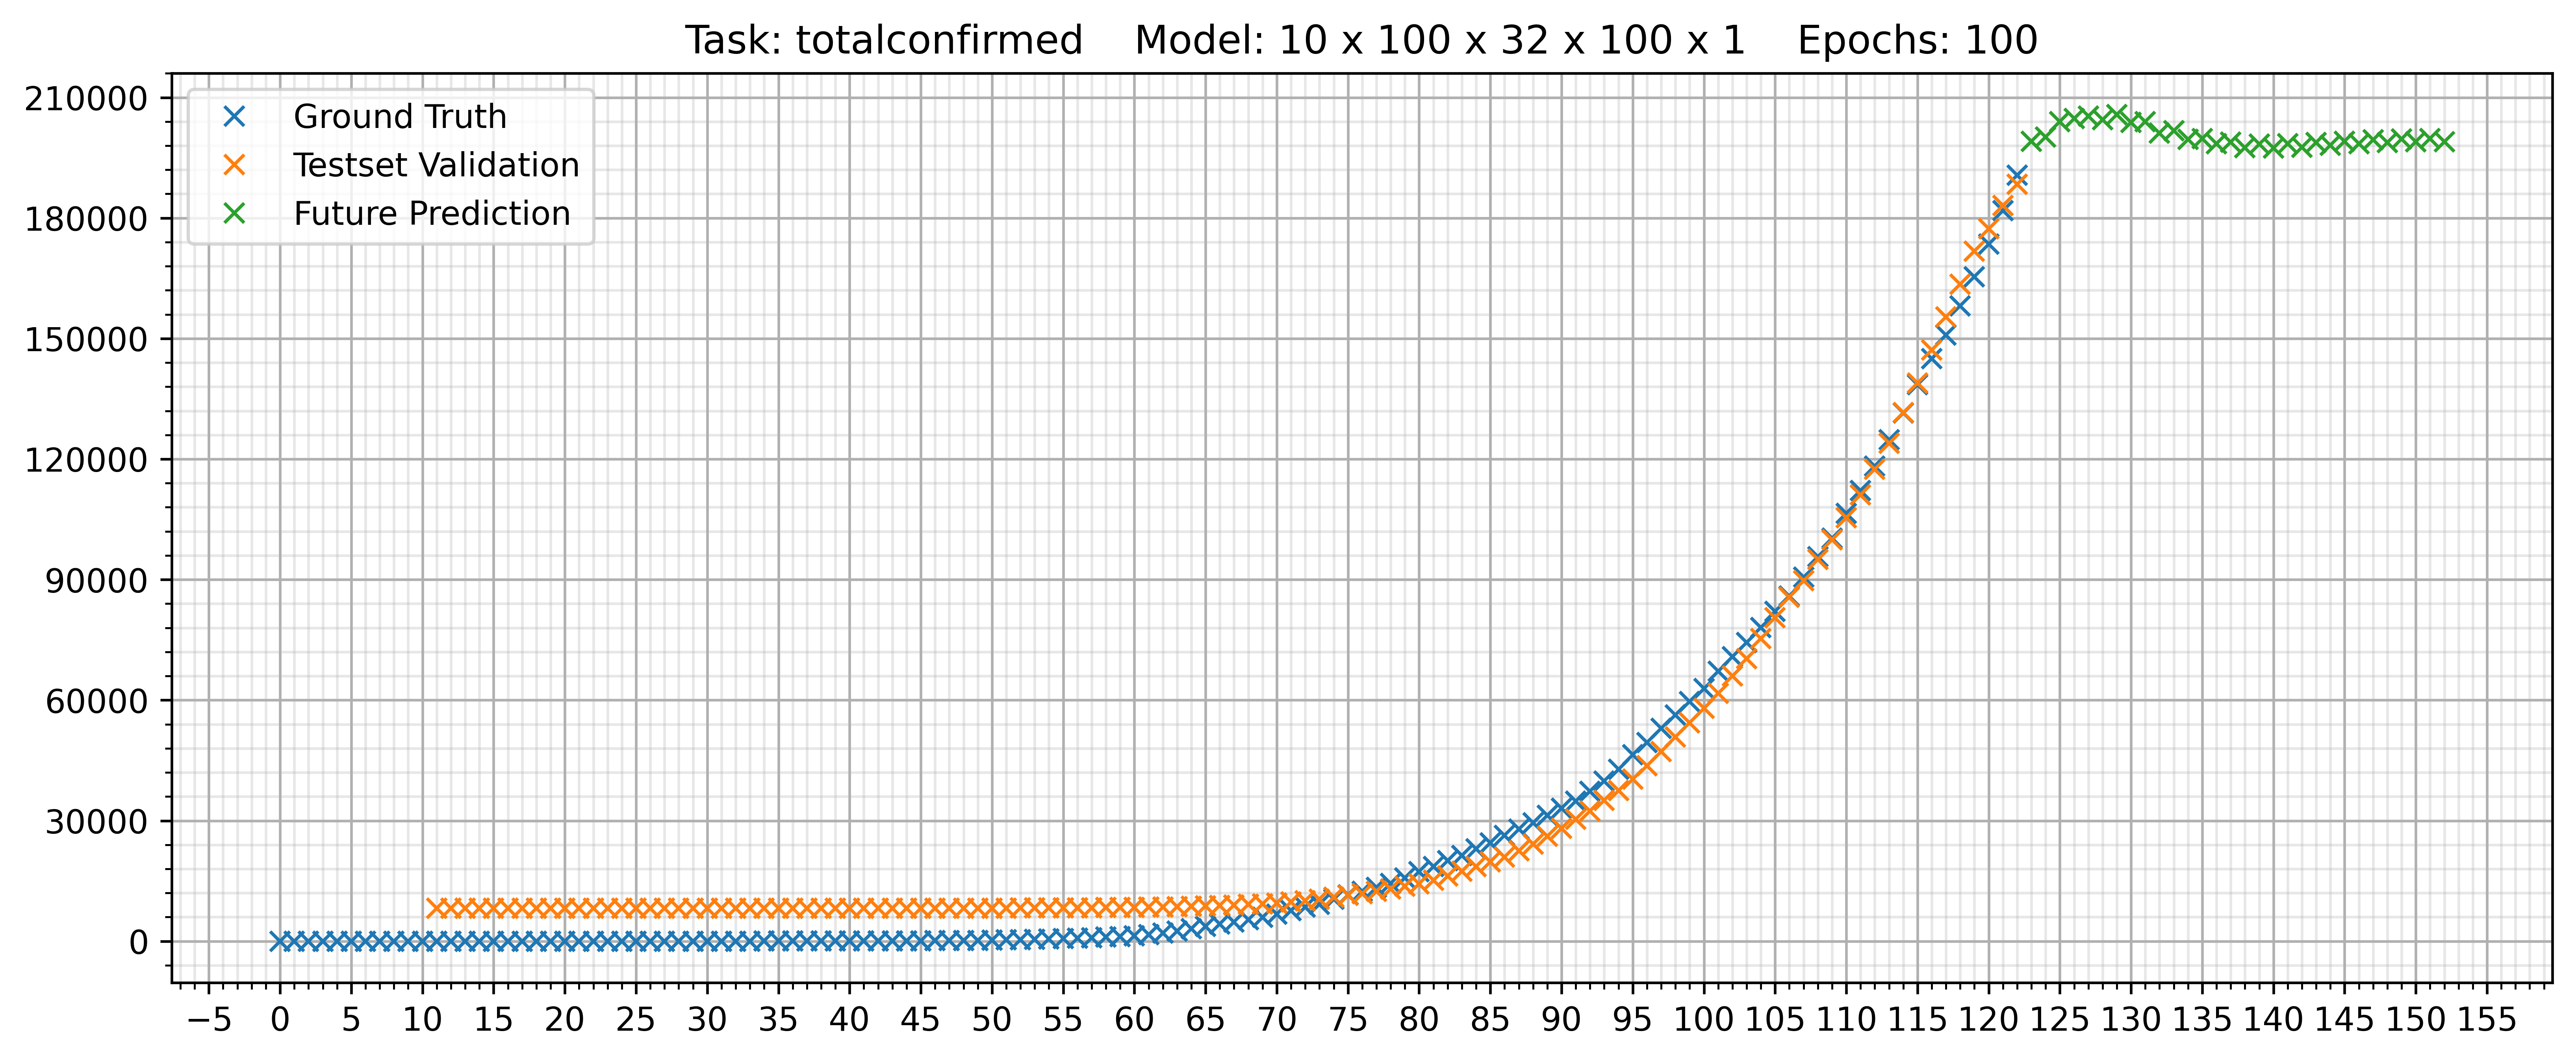 Task: totalconfirmed    Model: 10 x 100 x 32 x 100 x 1    Epochs: 100
210000
180000
150000
120000
90000
60000
30000
0
Ground Truth
Testset Validation
Future Prediction
−5 0 5 10 15 20 25 30 35 40 45 50 55 60 65 70 75 80 85 90 95 100 105 110 115 120 125 130 135 140 145 150 155